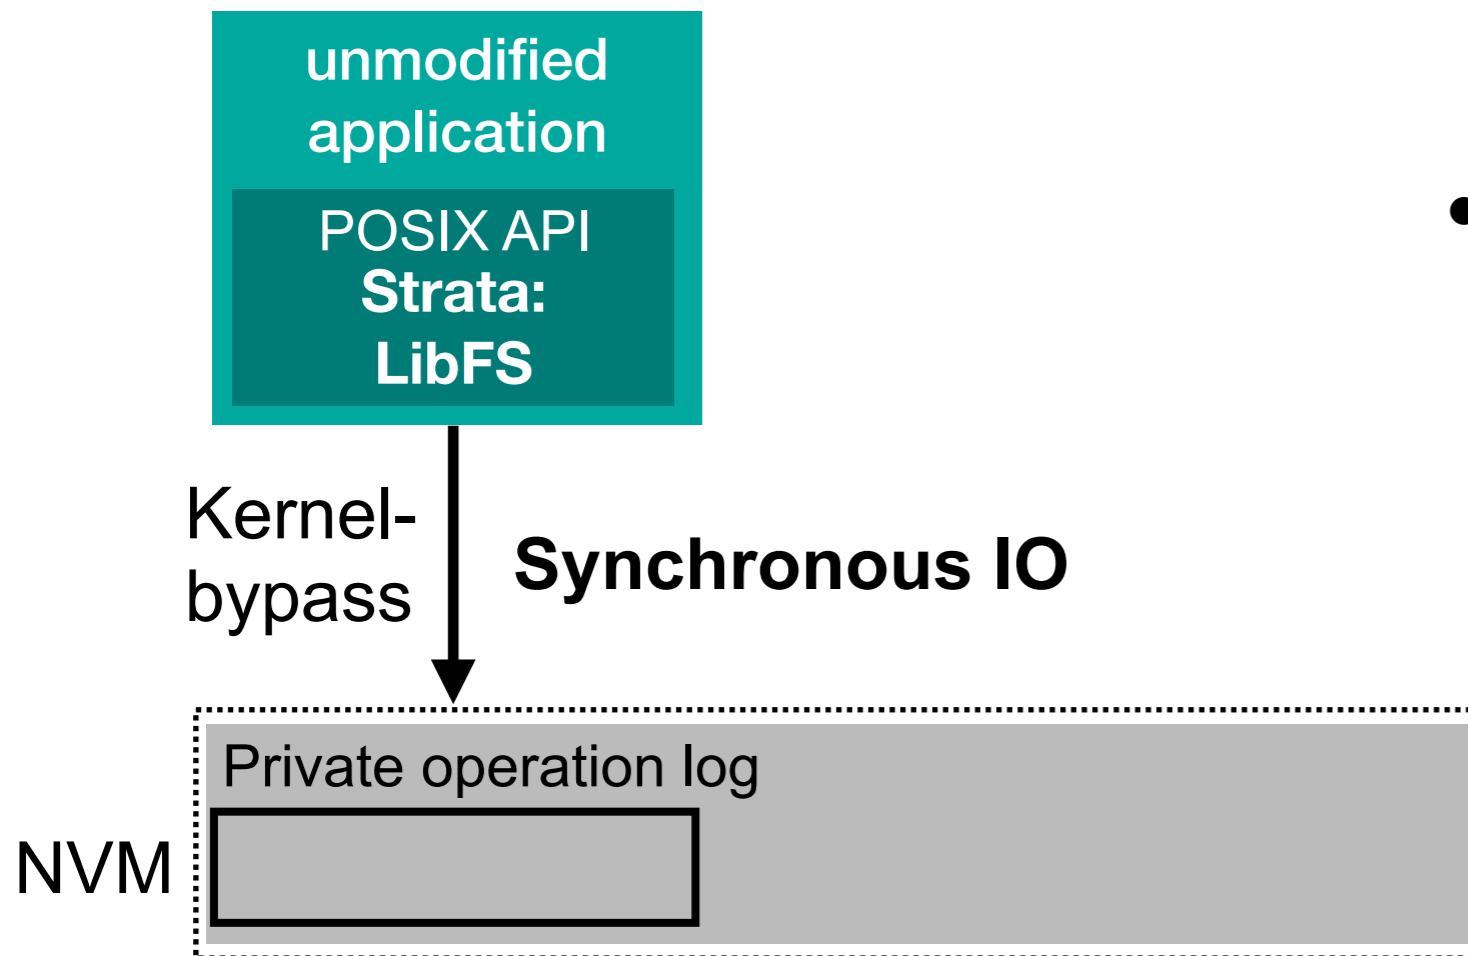 unmodified
application
POSIX API
Strata:
LibFS
Kernel-
bypass
Synchronous IO
Private operation log
NVM
•